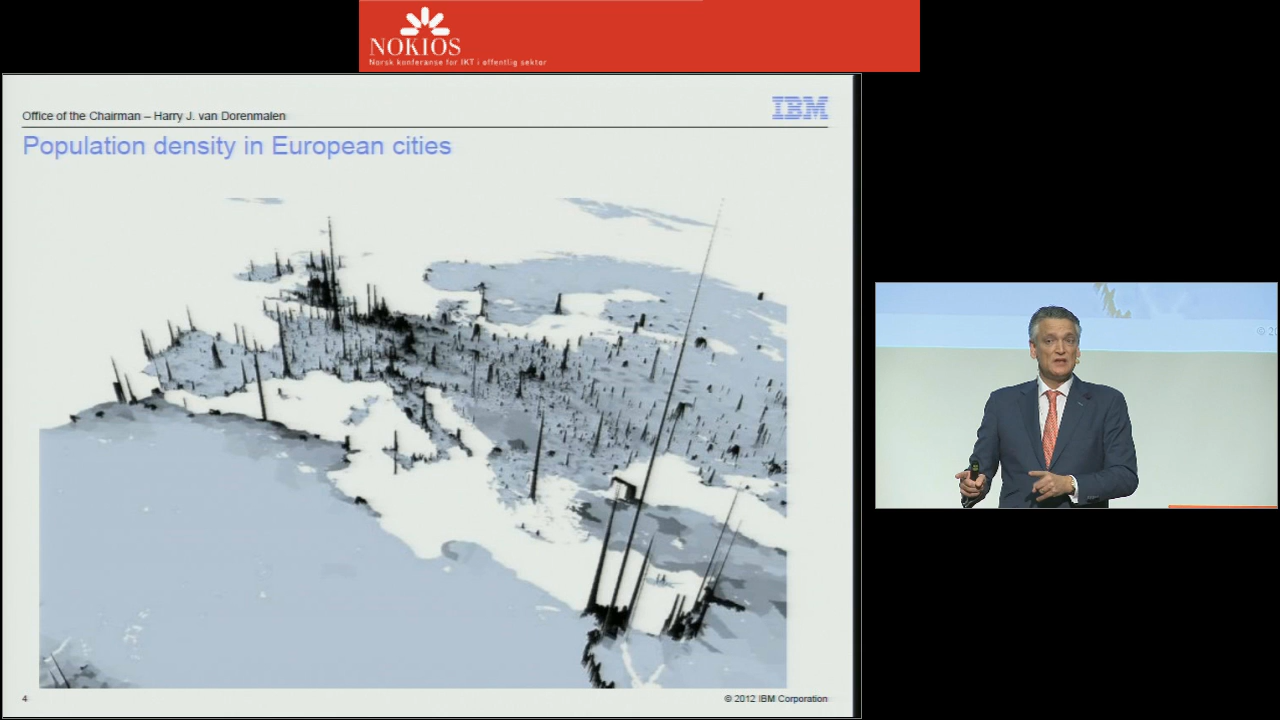 NOKIOS
Norsk konferanse for IKT i offentlig sektor
Office of the Chairman – Harry J. van Dorenmalen
IBM
Population density in European cities
4
© 2012 IBM Corporation
© 2